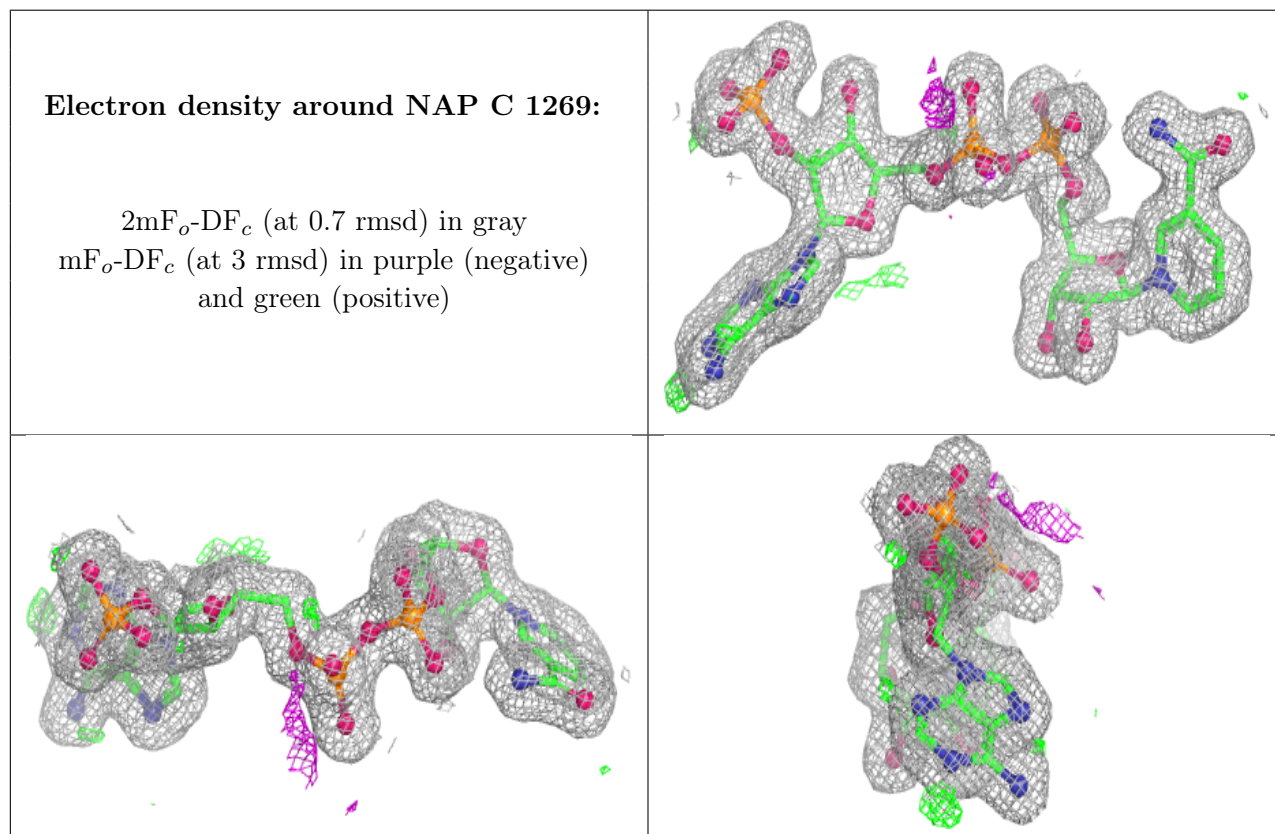 Electron density around NAP C 1269:
2mFo-DFc (at 0.7 rmsd) in gray
mFo-DFc (at 3 rmsd) in purple (negative)
and green (positive)